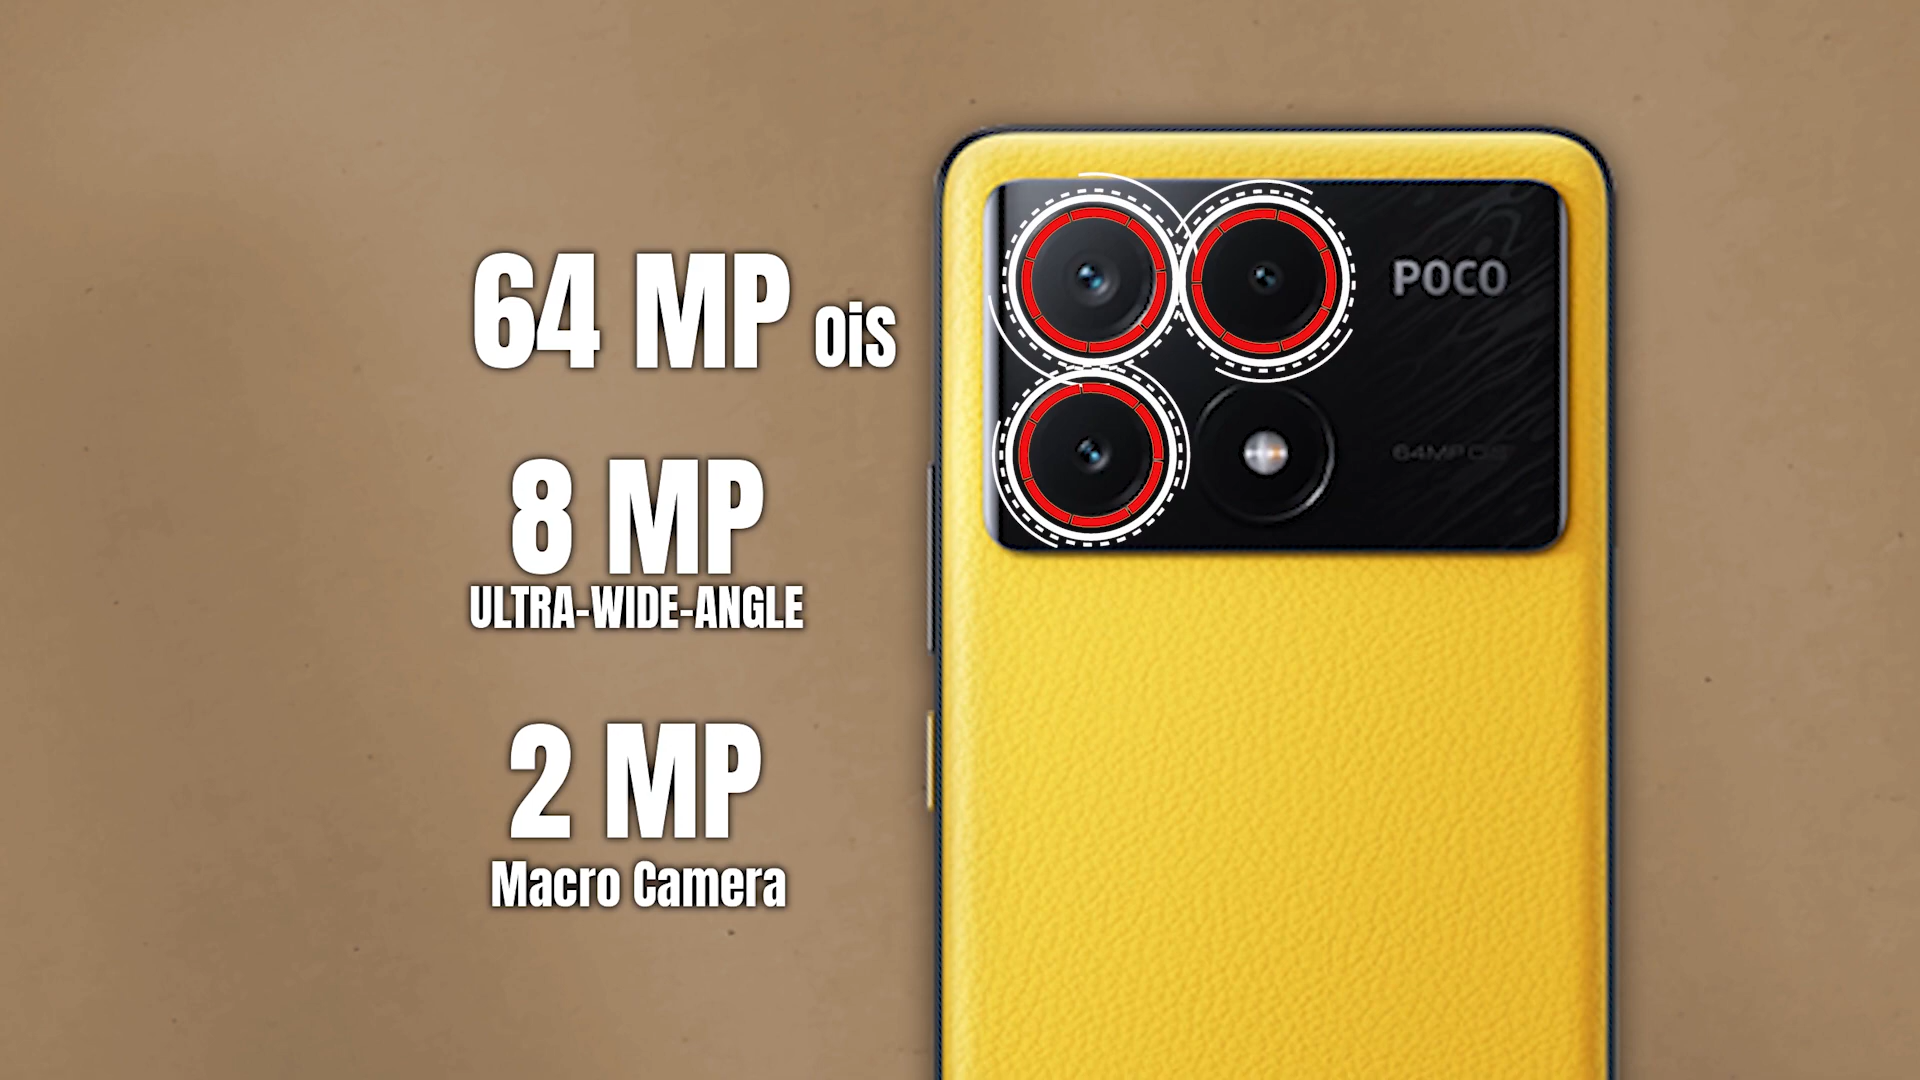 64 MP OiS
8 MP
ULTRA-WIDE-ANGLE
2 MP
Macro Camera
POCO
64MP OIS